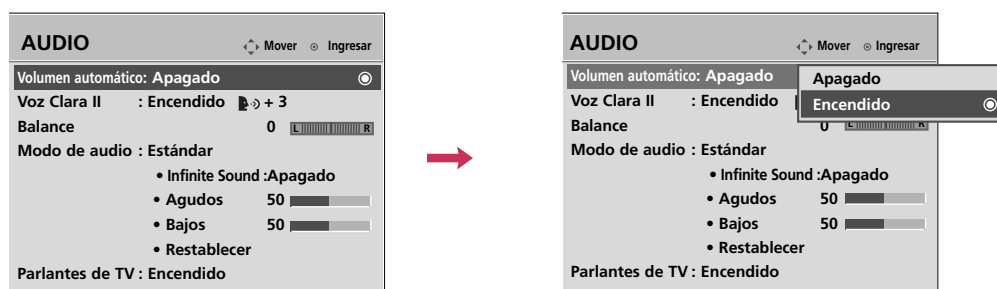 AUDIO
Mover Ingresar
Volumen automático: Apagado
Voz Clara II : Encendido + 3
Balance 0 L R
Modo de audio : Estándar
• Infinite Sound :Apagado
• Agudos 50
• Bajos 50
• Restablecer
Parlantes de TV : Encendido
AUDIO
Mover Ingresar
Volumen automático: Apagado
Apagado
Voz Clara II : Encendido
Encendido
Balance 0 L R
Modo de audio : Estándar
• Infinite Sound :Apagado
• Agudos 50
• Bajos 50
• Restablecer
Parlantes de TV : Encendido